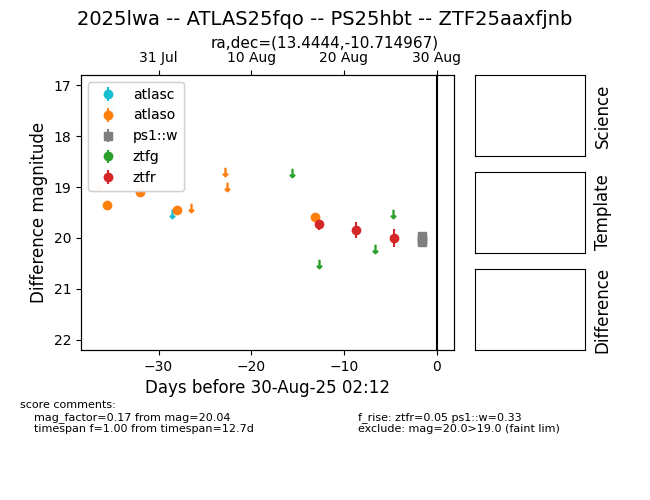 2025lwa -- ATLAS25fqo -- PS25hbt -- ZTF25aaxfjnb
ra,dec=(13.4444,-10.714967)
31 Jul 10 Aug 20 Aug 30 Aug
Difference magnitude
17
18
19
20
21
22
atlasc
atlaso
ps1::w
ztfg
ztfr
−30 −20 −10 0
Days before 30-Aug-25 02:12
Science
Template
Difference
score comments:
mag_factor=0.17 from mag=20.04
timespan f=1.00 from timespan=12.7d
f_rise: ztfr=0.05 ps1::w=0.33
exclude: mag=20.0>19.0 (faint lim)